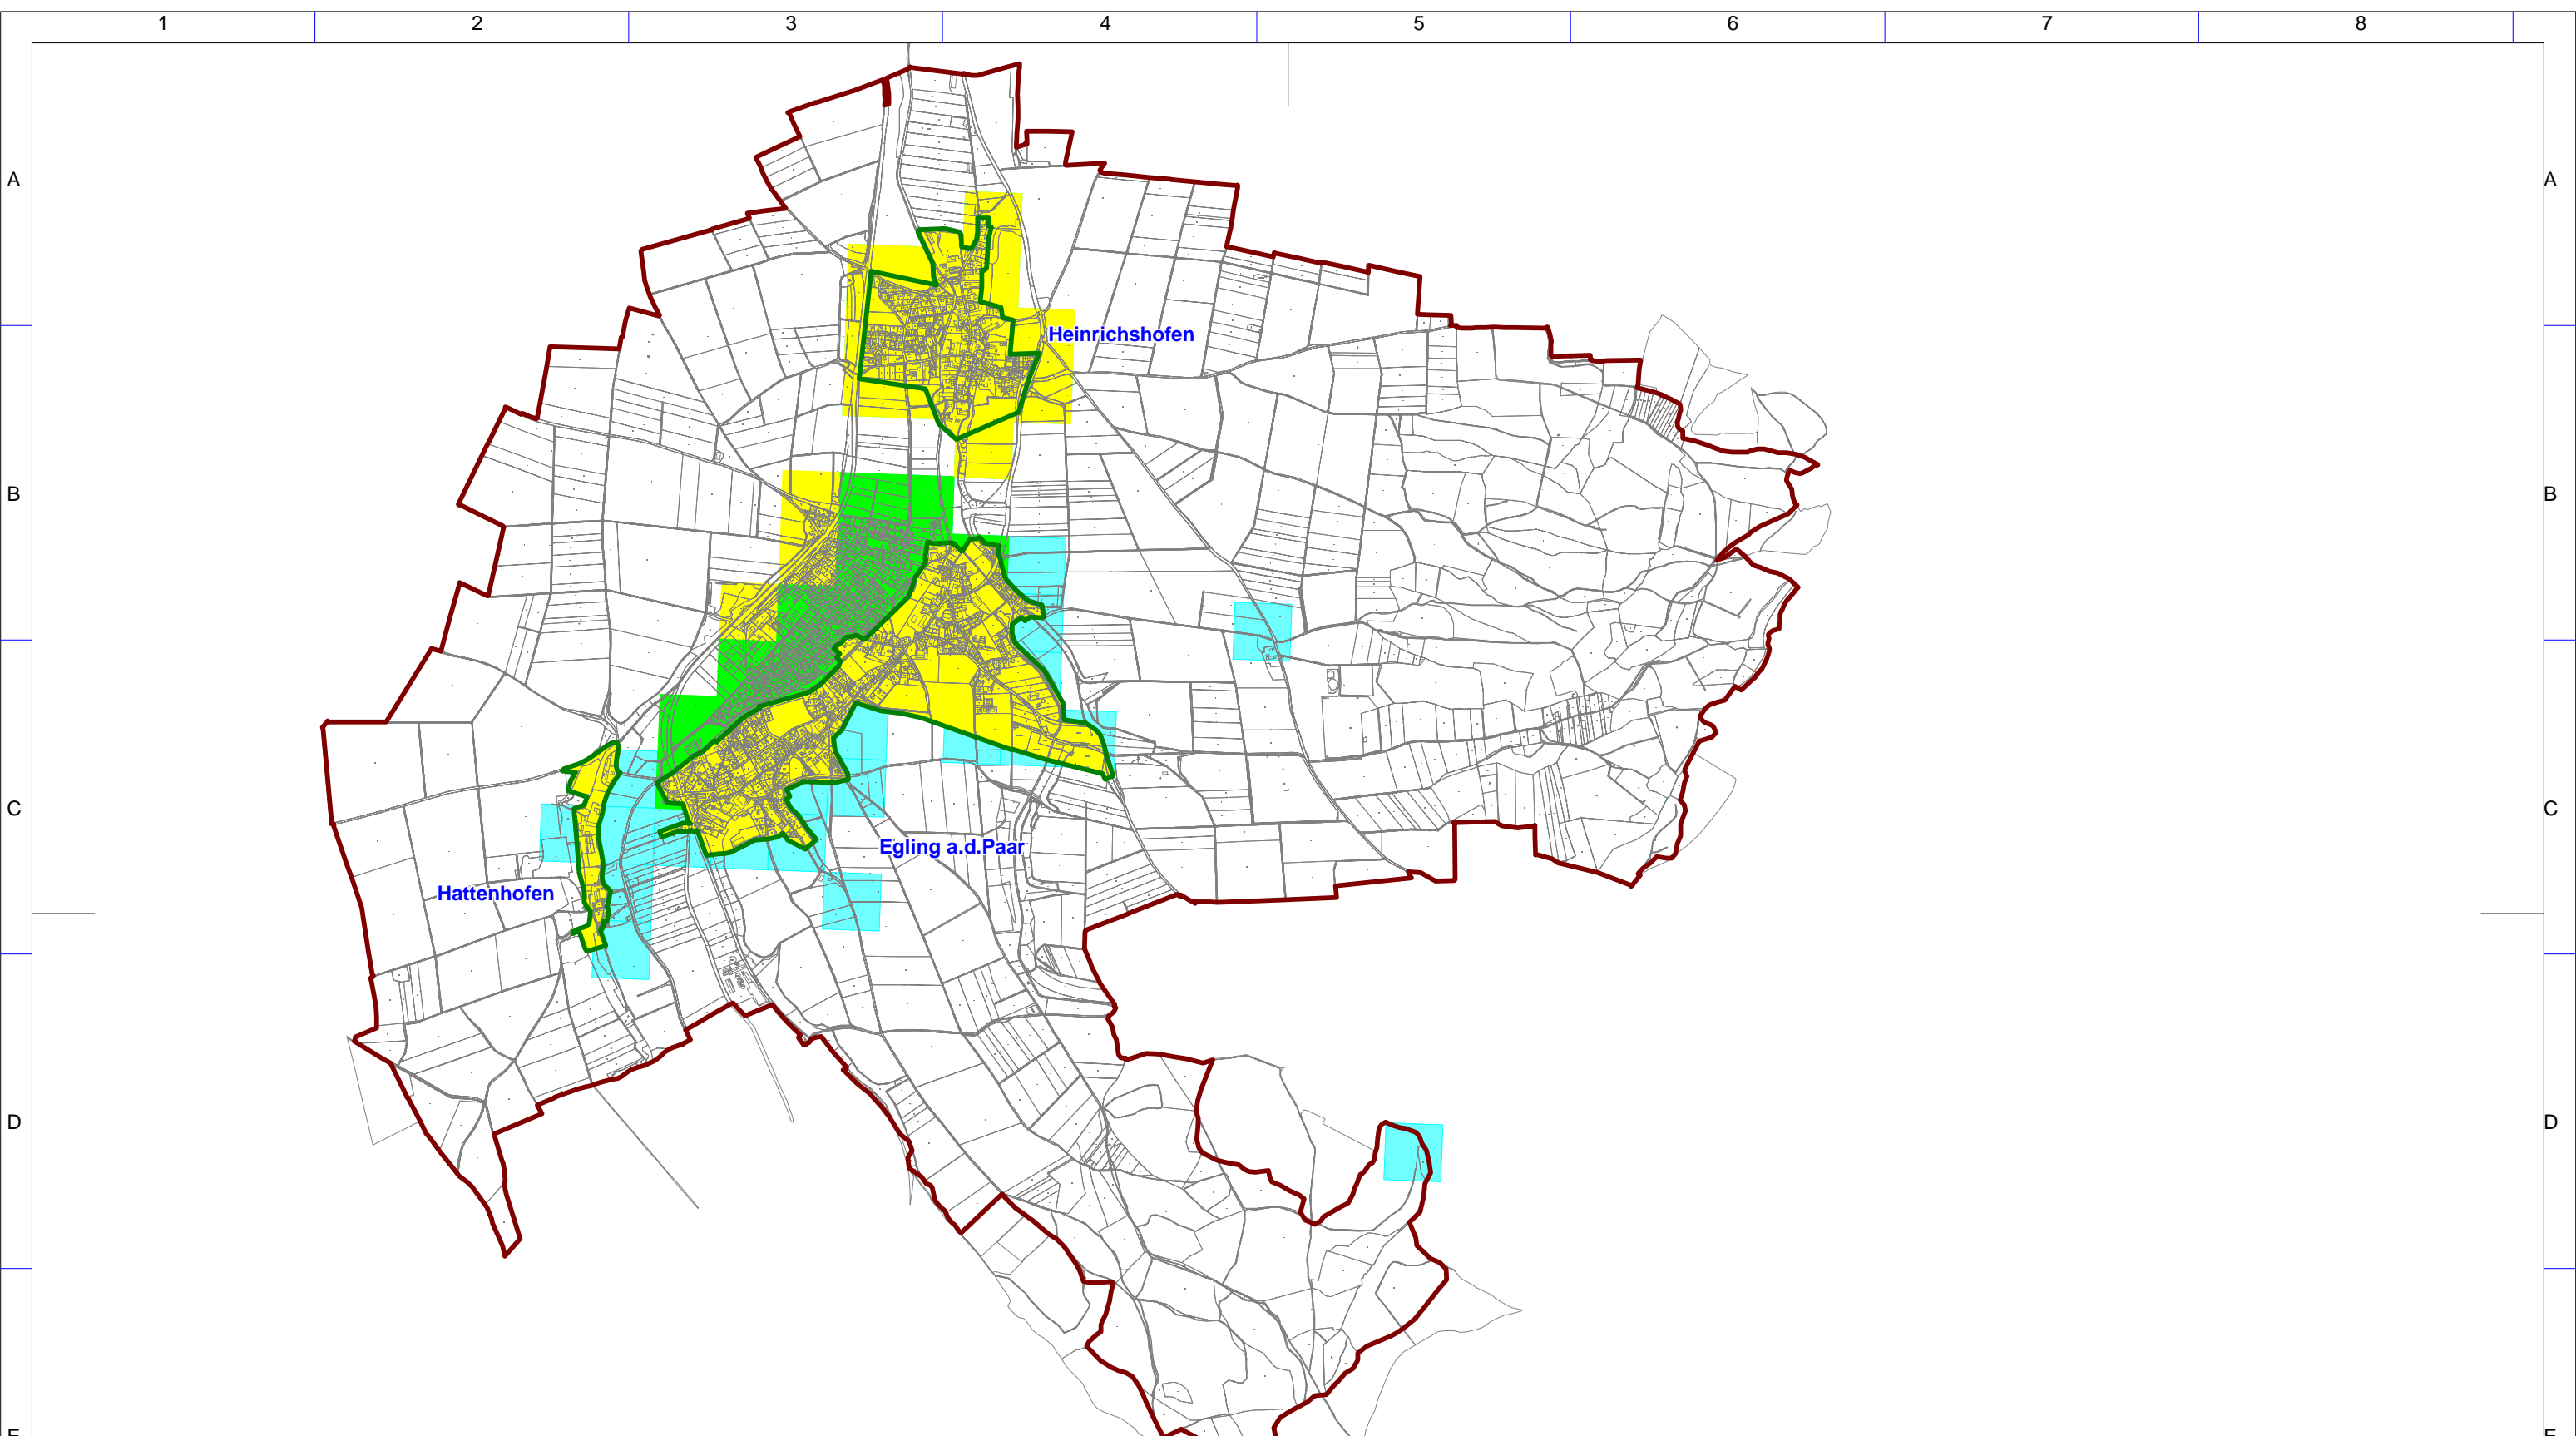 1 2 3 4 5 6 7 8
A A
Heinrichshofen
B B
C C
Egling a.d.Paar
Hattenhofen
D D